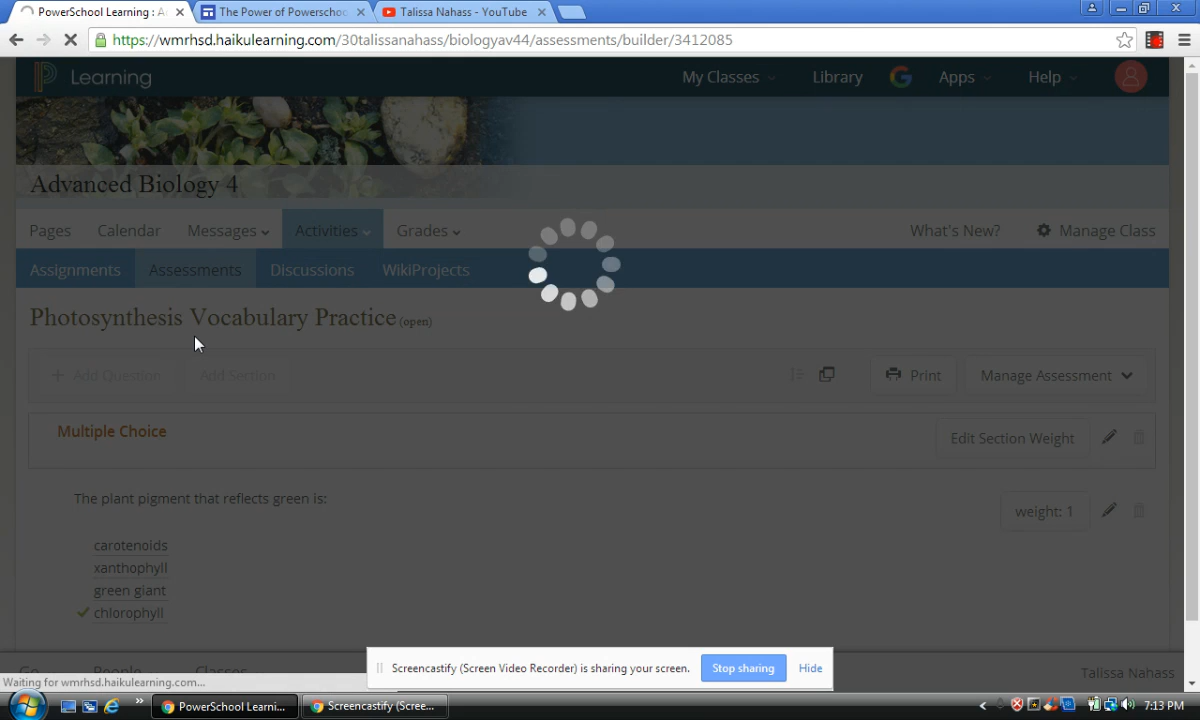 PowerSchool Learning : A
The Power of Powerschoo
Talissa Nahass - YouTube
https://wmrhsd.haikulearning.com/30talissanahass/biologyav44/assessments/builder/3412085
Learning
My Classes
Library
Apps
Help
Advanced Biology 4
Pages
Calendar
Messages
Activities
Grades
What's New?
Manage Class
Assignments
Assessments
Discussions
WikiProjects
Photosynthesis Vocabulary Practice (open)
+ Add Question
Add Section
Print
Manage Assessment
Multiple Choice
Edit Section Weight
The plant pigment that reflects green is:
weight: 1
carotenoids
xanthophyll
green giant
chlorophyll
Screencastify (Screen Video Recorder) is sharing your screen.
Stop sharing
Hide
People
Classes
Talissa Nahass
Waiting for wmrhsd.haikulearning.com...
PowerSchool Learni...
Screencastify (Scree...
7:13 PM